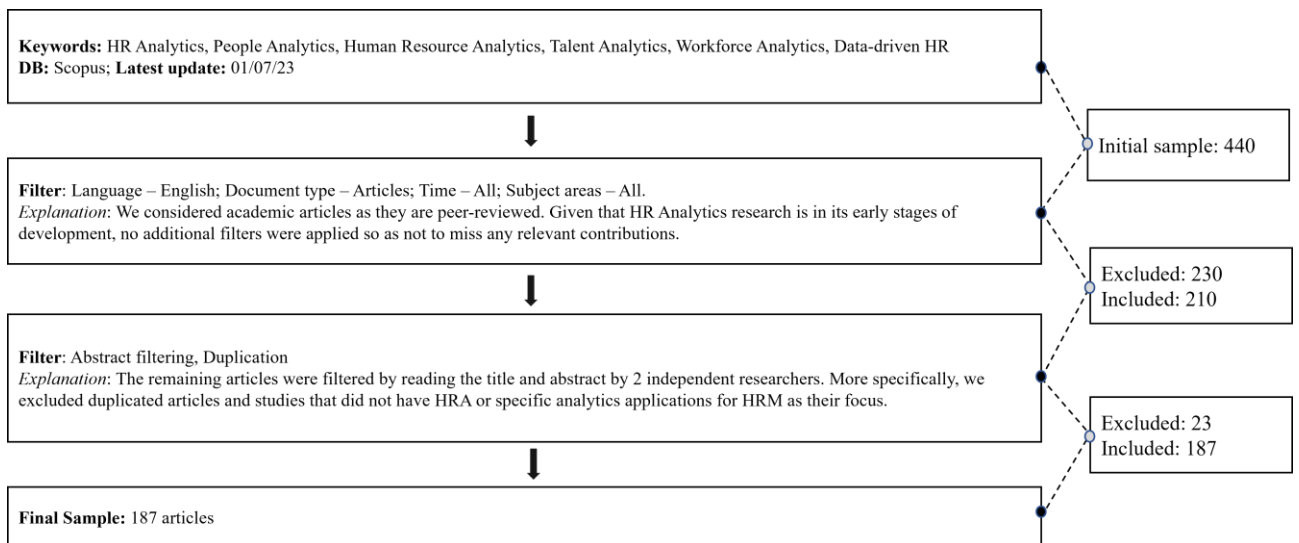 Keywords: HR Analytics, People Analytics, Human Resource Analytics, Talent Analytics, Workforce Analytics, Data-driven HR
DB: Scopus; Latest update: 01/07/23
Initial sample: 440
Filter: Language – English; Document type – Articles; Time – All; Subject areas – All.
Explanation: We considered academic articles as they are peer-reviewed. Given that HR Analytics research is in its early stages of
development, no additional filters were applied so as not to miss any relevant contributions.
Excluded: 230
Included: 210
Filter: Abstract filtering, Duplication
Explanation: The remaining articles were filtered by reading the title and abstract by 2 independent researchers. More specifically, we
excluded duplicated articles and studies that did not have HRA or specific analytics applications for HRM as their focus.
Excluded: 23
Included: 187
Final Sample: 187 articles